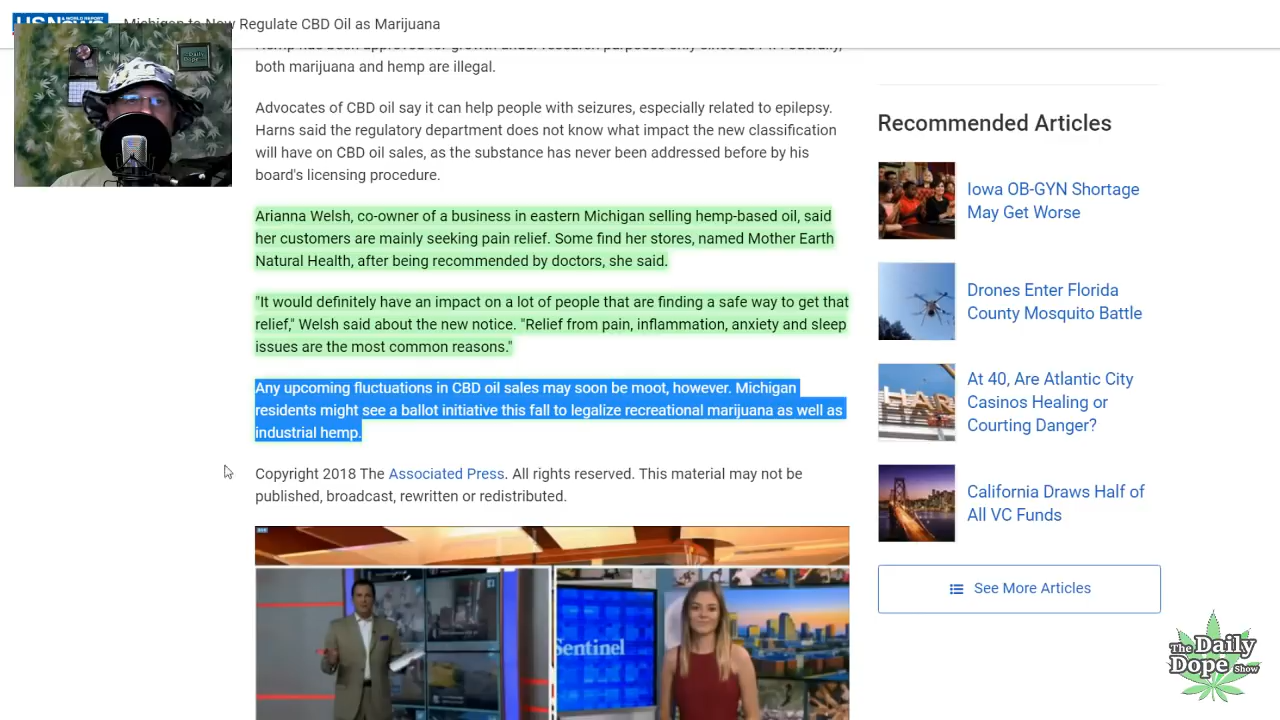 Michigan to Now Regulate CBD Oil as Marijuana
both marijuana and hemp are illegal.
Advocates of CBD oil say it can help people with seizures, especially related to epilepsy.
Harns said the regulatory department does not know what impact the new classification
will have on CBD oil sales, as the substance has never been addressed before by his
board's licensing procedure.
Arianna Welsh, co-owner of a business in eastern Michigan selling hemp-based oil, said
her customers are mainly seeking pain relief. Some find her stores, named Mother Earth
Natural Health, after being recommended by doctors, she said.
"It would definitely have an impact on a lot of people that are finding a safe way to get that
relief," Welsh said about the new notice. "Relief from pain, inflammation, anxiety and sleep
issues are the most common reasons."
Any upcoming fluctuations in CBD oil sales may soon be moot, however. Michigan
residents might see a ballot initiative this fall to legalize recreational marijuana as well as
industrial hemp.
Copyright 2018 The Associated Press. All rights reserved. This material may not be
published, broadcast, rewritten or redistributed.
Sentinel
Recommended Articles
Iowa OB-GYN Shortage
May Get Worse
Drones Enter Florida
County Mosquito Battle
At 40, Are Atlantic City
Casinos Healing or
Courting Danger?
California Draws Half of
All VC Funds
See More Articles
The Daily
Dope Show